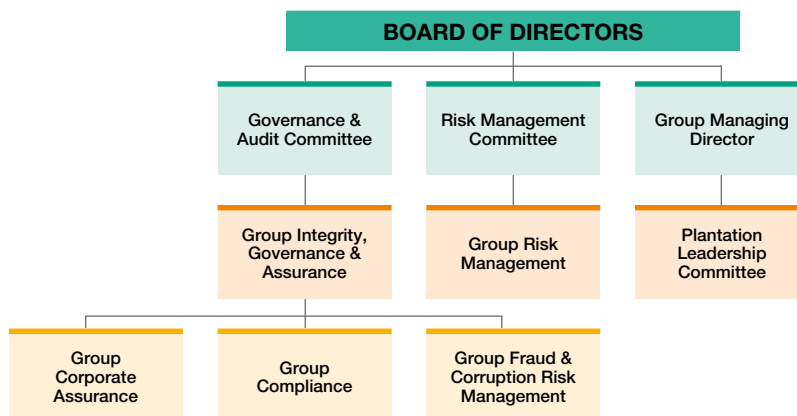 BOARD OF DIRECTORS
Governance &
Audit Committee
Risk Management
Committee
Group Managing
Director
Group Integrity,
Governance &
Assurance
Group Risk
Management
Plantation
Leadership
Committee
Group
Corporate
Assurance
Group
Compliance
Group Fraud &
Corruption Risk
Management